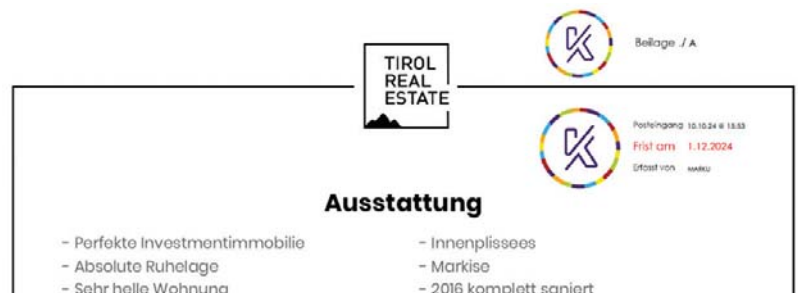 Beilage ./ A
TIROL
REAL
ESTATE
Posteingang 10.10.24 @ 15:53
Frist am 1.12.2024
Erfasst von MARKU
Ausstattung
- Perfekte Investmentimmobilie
- Absolute Ruhelage
- Sehr helle Wohnung
- Innenplissees
- Markise
- 2016 komplett saniert